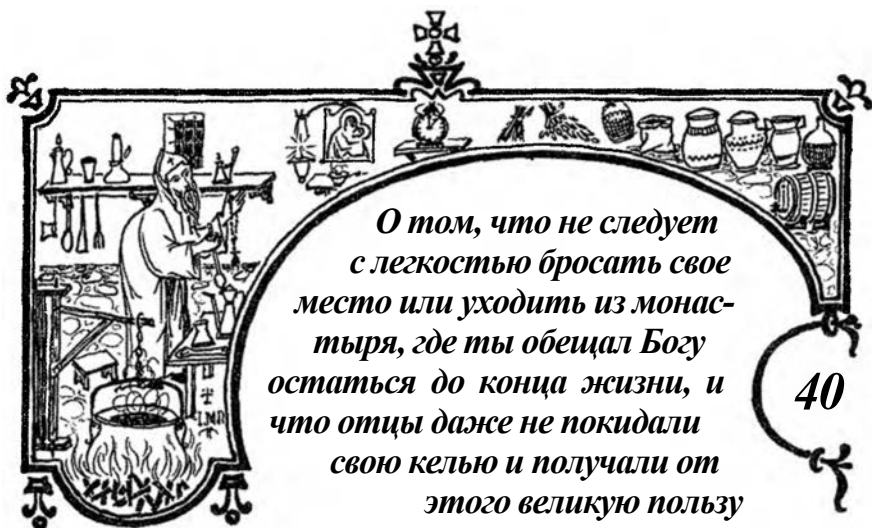 О том, что не следует
с легкостью бросать свое
место или уходить из монас-
тыря, где ты обещал Богу
остаться до конца жизни, и
что отцы даже не покидали
свою келью и получали от
этого великую пользу
40